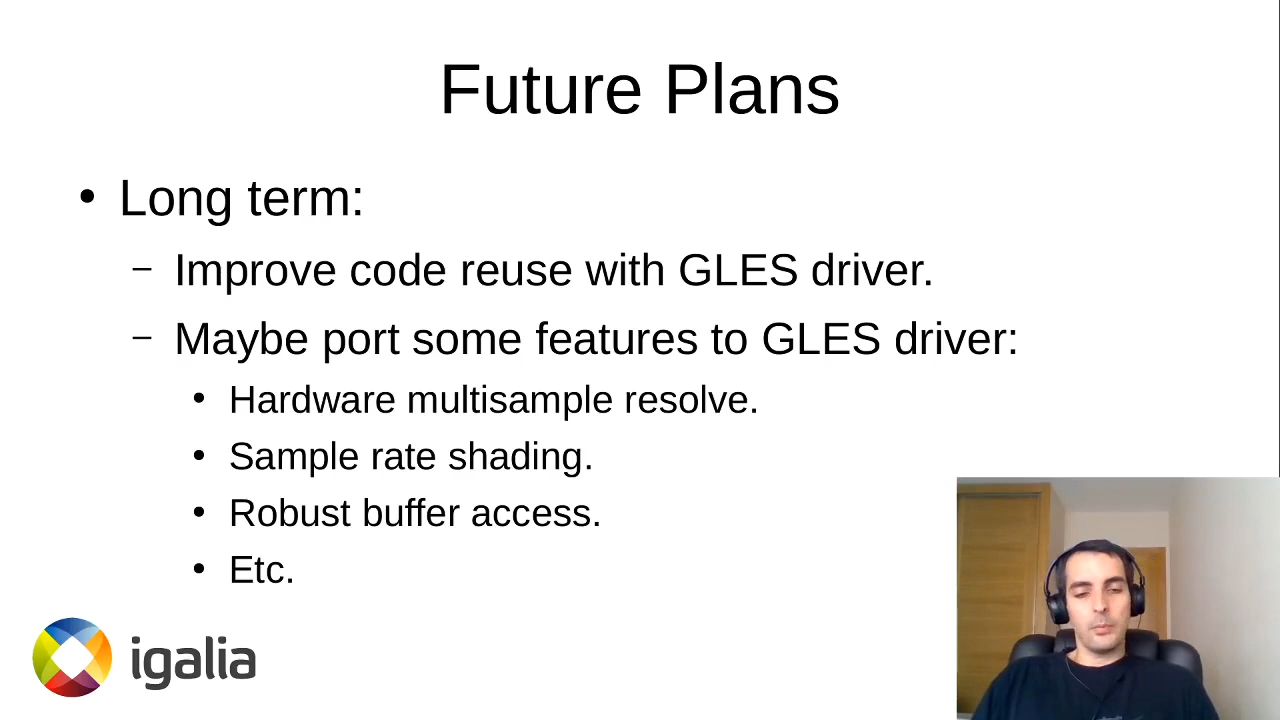 Future Plans
• Long term:
– Improve code reuse with GLES driver.
– Maybe port some features to GLES driver:
• Hardware multisample resolve.
• Sample rate shading.
• Robust buffer access.
• Etc.
igalia